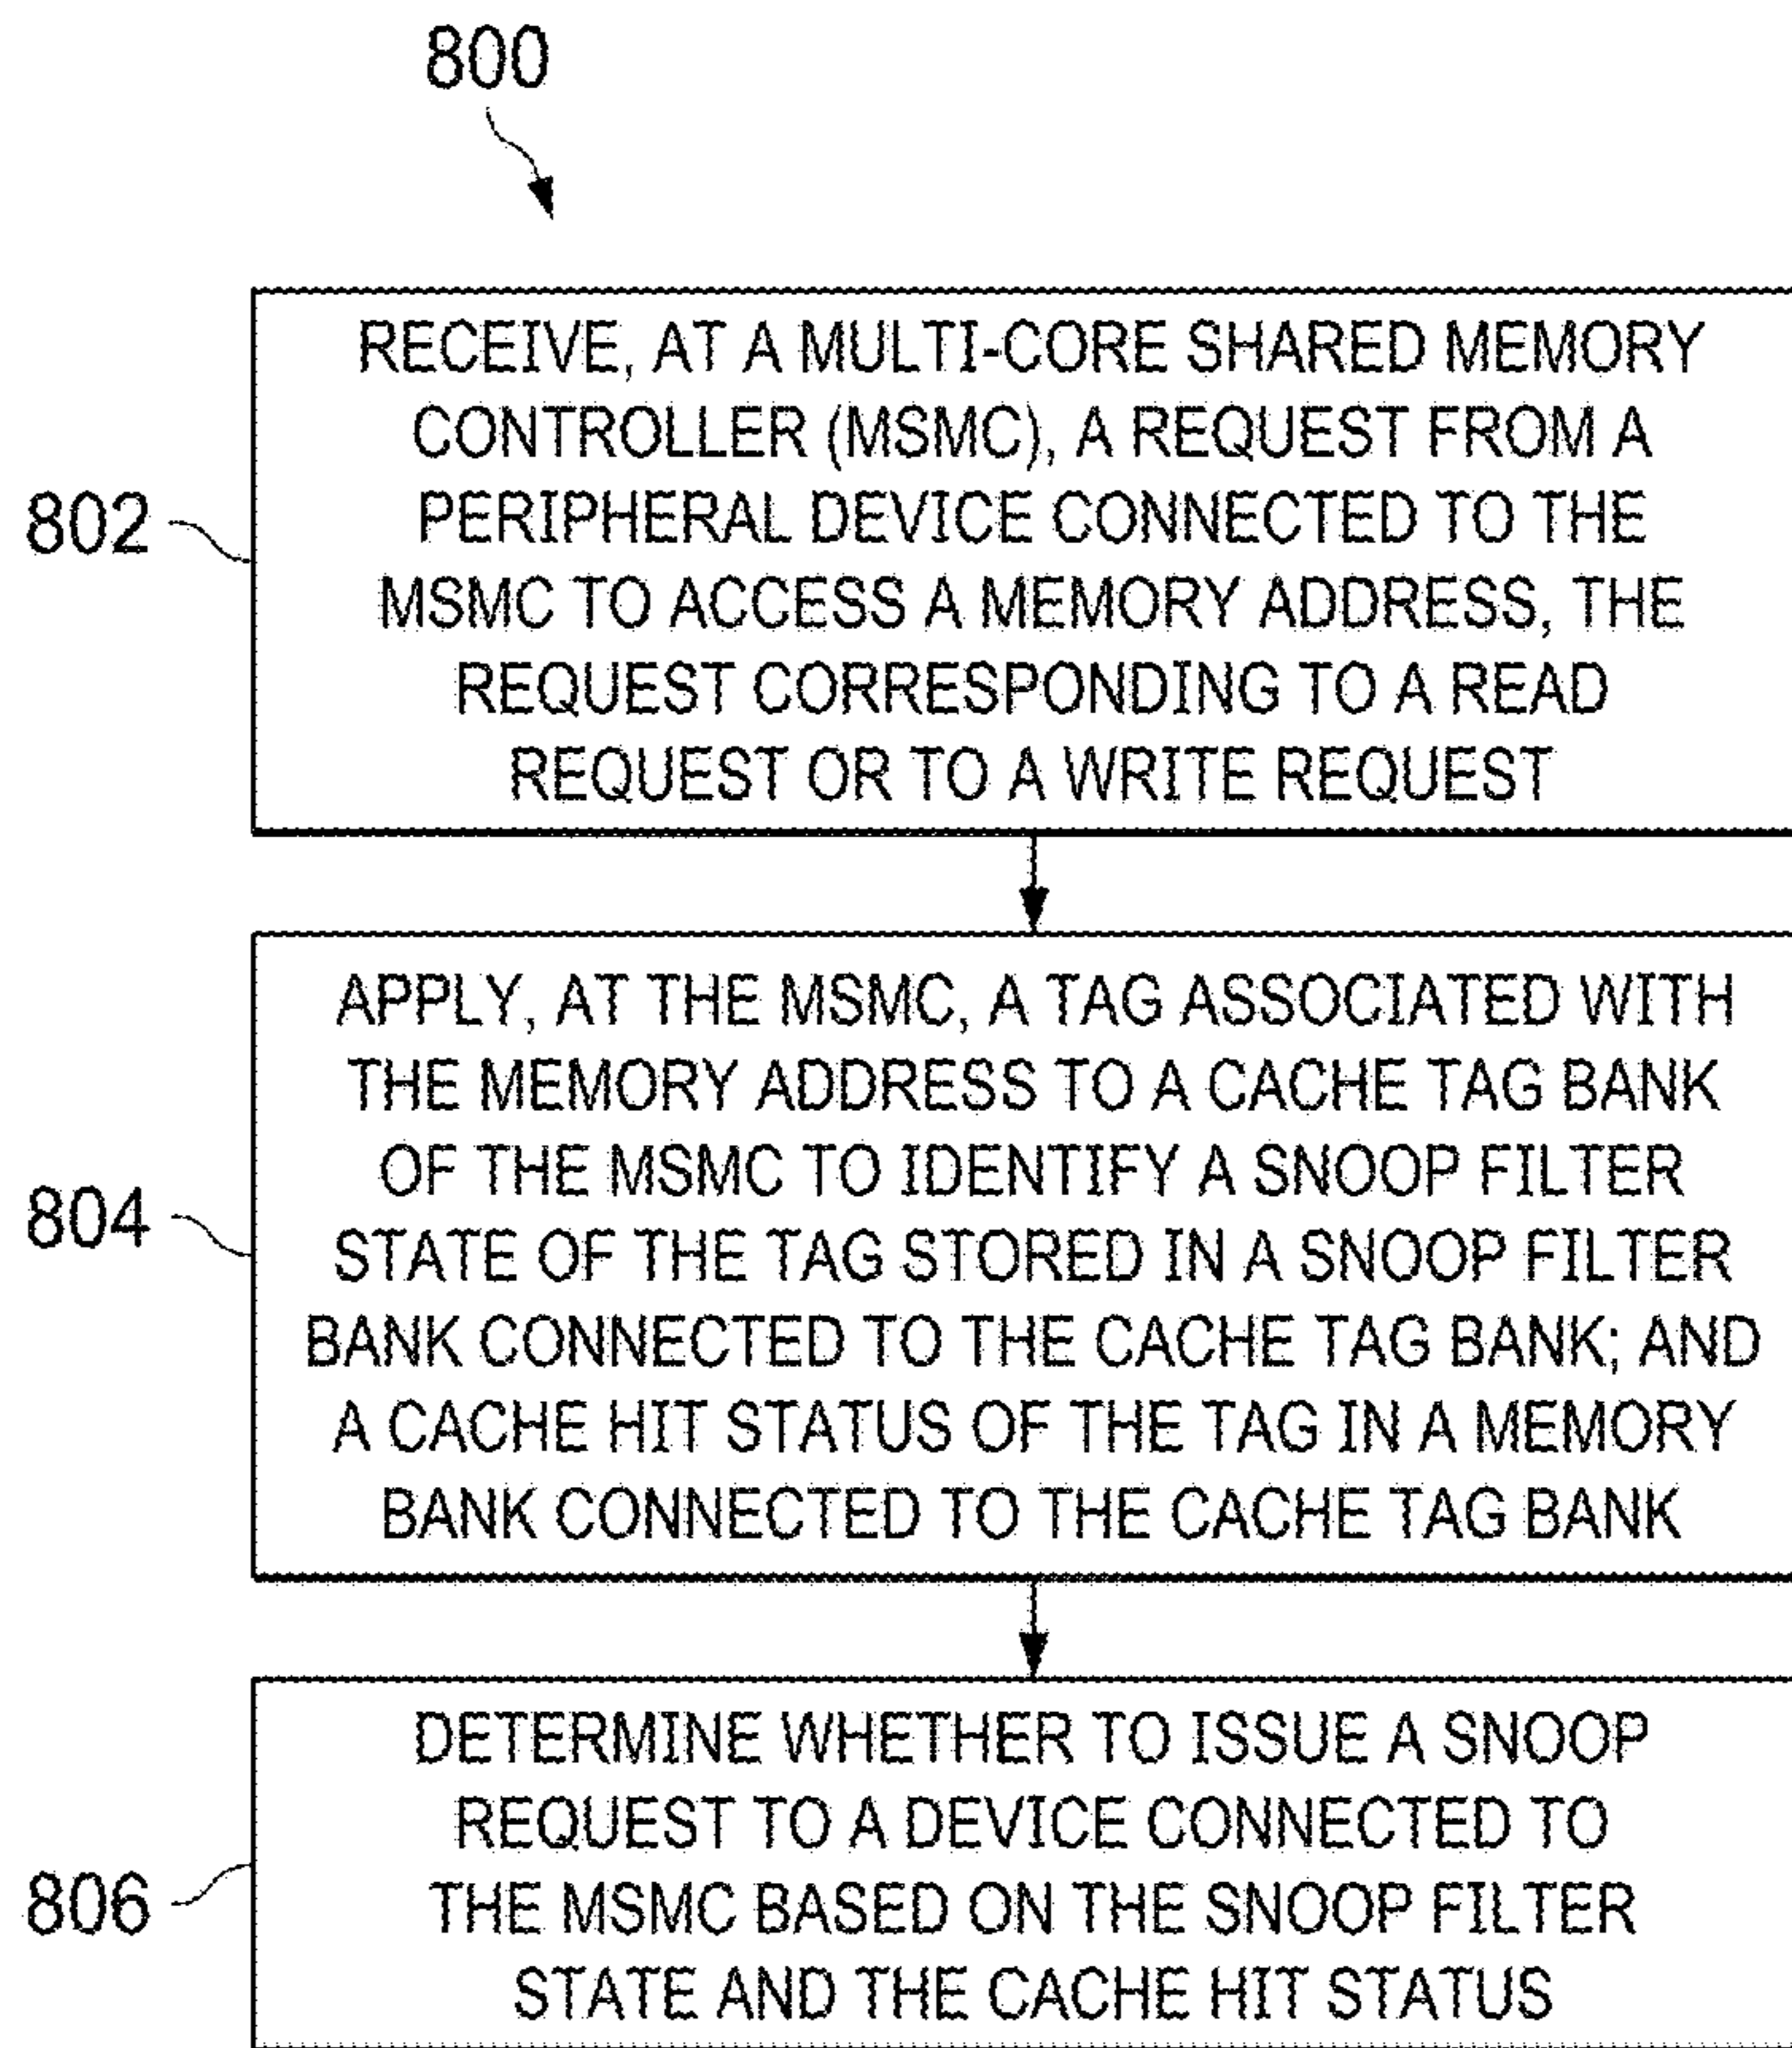 800
802
RECEIVE, AT A MULTI-CORE SHARED MEMORY
CONTROLLER (MSMC), A REQUEST FROM A
PERIPHERAL DEVICE CONNECTED TO THE
MSMC TO ACCESS A MEMORY ADDRESS, THE
REQUEST CORRESPONDING TO A READ
REQUEST OR TO A WRITE REQUEST
804
APPLY, AT THE MSMC, A TAG ASSOCIATED WITH
THE MEMORY ADDRESS TO A CACHE TAG BANK
OF THE MSMC TO IDENTIFY A SNOOP FILTER
STATE OF THE TAG STORED IN A SNOOP FILTER
BANK CONNECTED TO THE CACHE TAG BANK; AND
A CACHE HIT STATUS OF THE TAG IN A MEMORY
BANK CONNECTED TO THE CACHE TAG BANK
806
DETERMINE WHETHER TO ISSUE A SNOOP
REQUEST TO A DEVICE CONNECTED TO
THE MSMC BASED ON THE SNOOP FILTER
STATE AND THE CACHE HIT STATUS